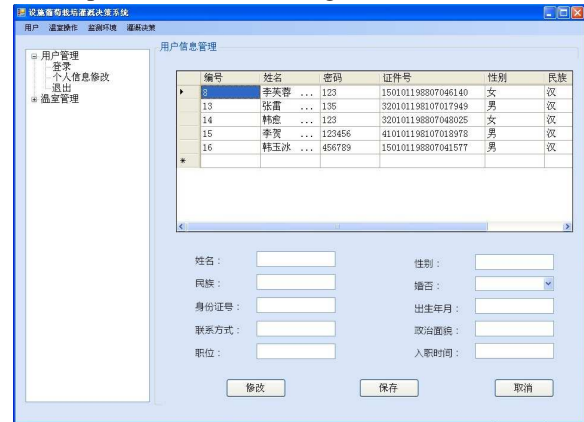 设施葡萄栽培灌溉决策系统
用户 温室操作 监测环境 灌溉决策
用户管理
登录
个人信息修改
退出
温室管理
用户信息管理
编号 姓名 密码 证件号 性别 民族
8 李芙蓉 ... 123 150101198807046140 女 汉
13 张雷 ... 135 320101198107017949 男 汉
14 韩愈 ... 123 320101198807048025 女 汉
15 李贺 ... 123456 410101198107018978 男 汉
16 韩玉冰 ... 456789 150101198807041577 男 汉
姓名： 性别：
民族： 婚否：
身份证号： 出生年月：
联系方式： 政治面貌：
职位： 入职时间：
修改 保存 取消